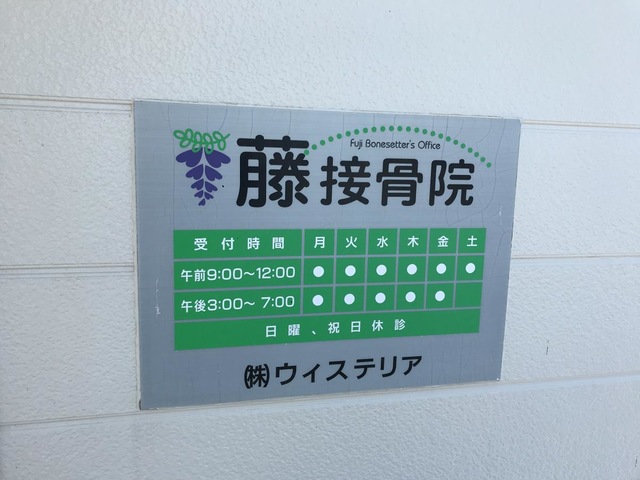 Fuji Bonesetter's Office
藤接骨院
受付時間 月 火 水 木 金 土
午前9:00〜12:00 ● ● ● ● ● ●
午後3:00〜7:00 ● ● ● ● ●
日曜、祝日休診
㈱ウィステリア